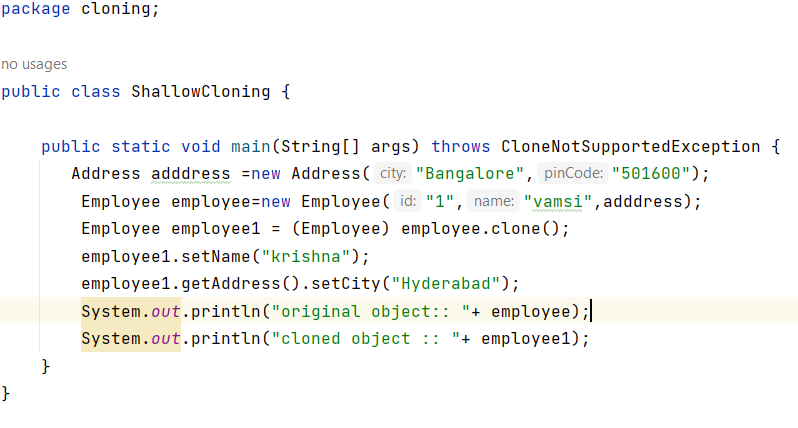 package cloning;
no usages
public class ShallowCloning {
public static void main(String[] args) throws CloneNotSupportedException {
Address adddress =new Address( city: "Bangalore", pinCode: "501600");
Employee employee=new Employee( id: "1", name: "vamsi",adddress);
Employee employee1 = (Employee) employee.clone();
employee1.setName("krishna");
employee1.getAddress().setCity("Hyderabad");
System.out.println("original object:: "+ employee);
System.out.println("cloned object :: "+ employee1);
}
}